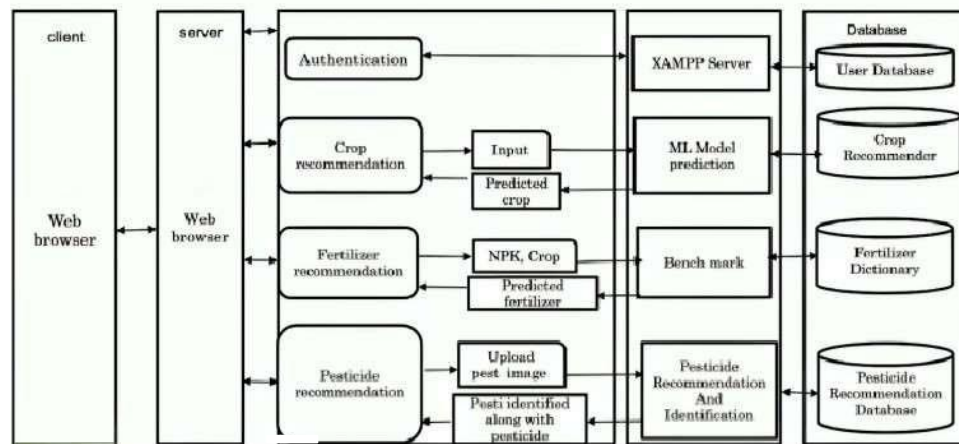 client
Web
browser
server
Web
browser
Authentication
XAMPP Server
Database
User Database
Crop
recommendation
Input
Predicted
crop
ML Model
prediction
Crop
Recommender
Fertilizer
recommendation
NPK, Crop
Predicted
fertilizer
Bench mark
Fertilizer
Dictionary
Pesticide
recommendation
Upload
pest image
Pesti identified
along with
pesticide
Pesticide
Recommendation
And
Identification
Pesticide
Recommendation
Database